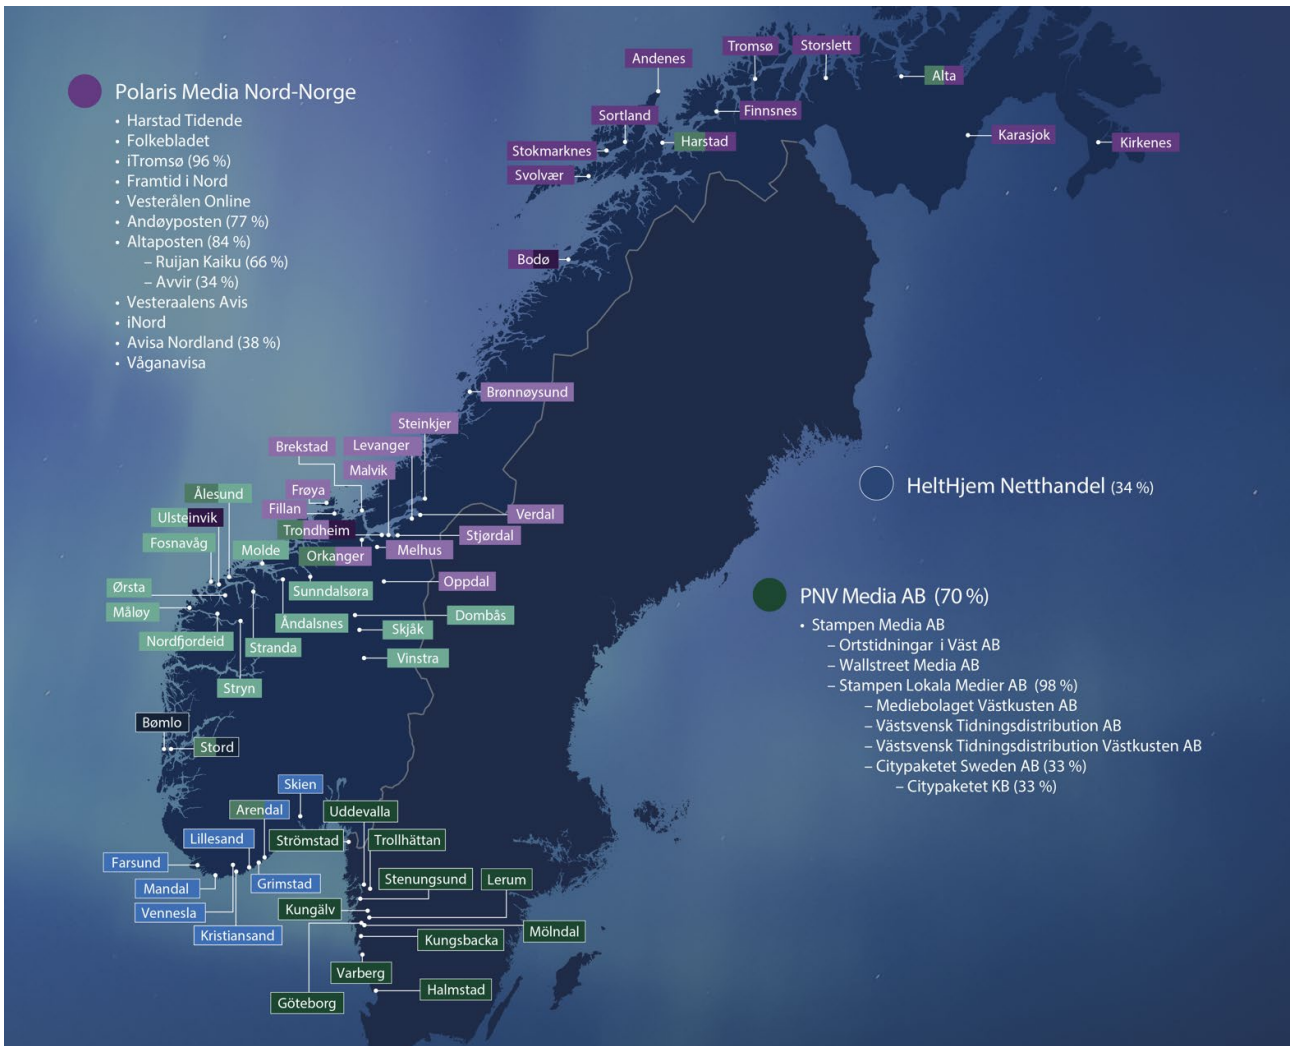 Polaris Media Nord-Norge
• Harstad Tidende
• Folkebladet
• iTromsø (96 %)
• Framtid i Nord
• Vesterålen Online
• Andøyposten (77 %)
• Altaposten (84 %)
– Ruijan Kaiku (66 %)
– Avvir (34 %)
• Vesteraalens Avis
• iNord
• Avisa Nordland (38 %)
• Våganavisa
Tromsø
Storslett
Andenes
Alta
Finnsnes
Sortland
Harstad
Karasjok
Kirkenes
Stokmarknes
Svolvær
Bodø
Brønnøysund
Steinkjer
Brekstad
Levanger
Malvik
Frøya
Ålesund
Fillan
Ulsteinvik
Verdal
Trondheim
Stjørdal
Fosnavåg
Molde
Orkanger
Melhus
Oppdal
Ørsta
Sunndalsøra
Måløy
Dombås
Åndalsnes
Skjåk
Nordfjordeid
Stranda
Vinstra
Stryn
Bømlo
Stord
Skien
Arendal
Uddevalla
Lillesand
Strömstad
Trollhättan
Farsund
Stenungsund
Lerum
Mandal
Grimstad
Vennesla
Kungälv
Kristiansand
Mölndal
Kungsbacka
Varberg
Halmstad
Göteborg
HeltHjem Netthandel (34 %)
PNV Media AB (70 %)
• Stampen Media AB
– Ortstidningar i Väst AB
– Wallstreet Media AB
– Stampen Lokala Medier AB (98 %)
– Mediebolaget Västkusten AB
– Västsvensk Tidningsdistribution AB
– Västsvensk Tidningsdistribution Västkusten AB
– Citypaketet Sweden AB (33 %)
– Citypaketet KB (33 %)